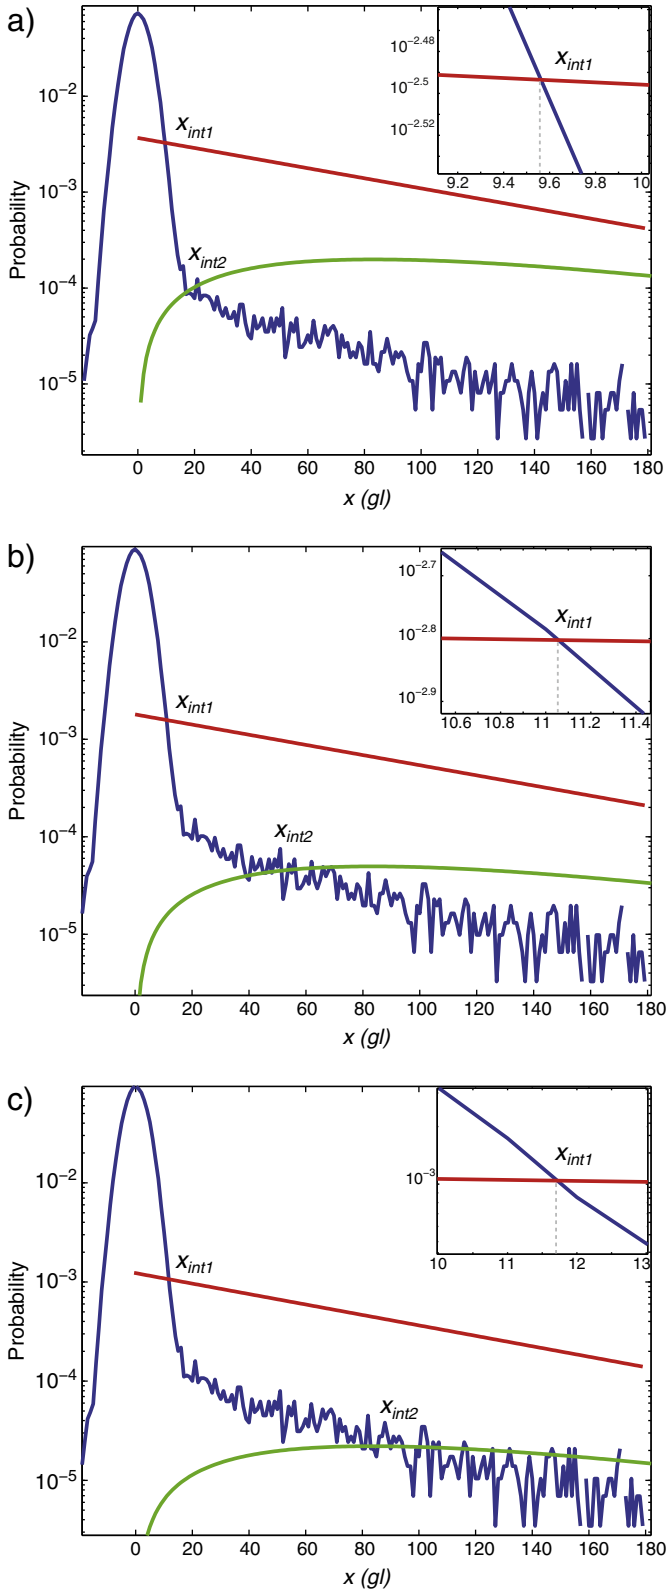 a)
10^−2.48
10^−2.5
10^−2.52
x_int1
9.2 9.4 9.6 9.8 10
10^−2
10^−3
10^−4
10^−5
Probability
x_int1
x_int2
0 20 40 60 80 100 120 140 160 180
x (gl)
b)
10^−2.7
10^−2.8
10^−2.9
x_int1
10.6 10.8 11 11.2 11.4
10^−2
10^−3
10^−4
10^−5
Probability
x_int1
x_int2
0 20 40 60 80 100 120 140 160 180
x (gl)
c)
10^−3
x_int1
10 11 12 13
10^−2
10^−3
10^−4
10^−5
Probability
x_int1
x_int2
0 20 40 60 80 100 120 140 160 180
x (gl)